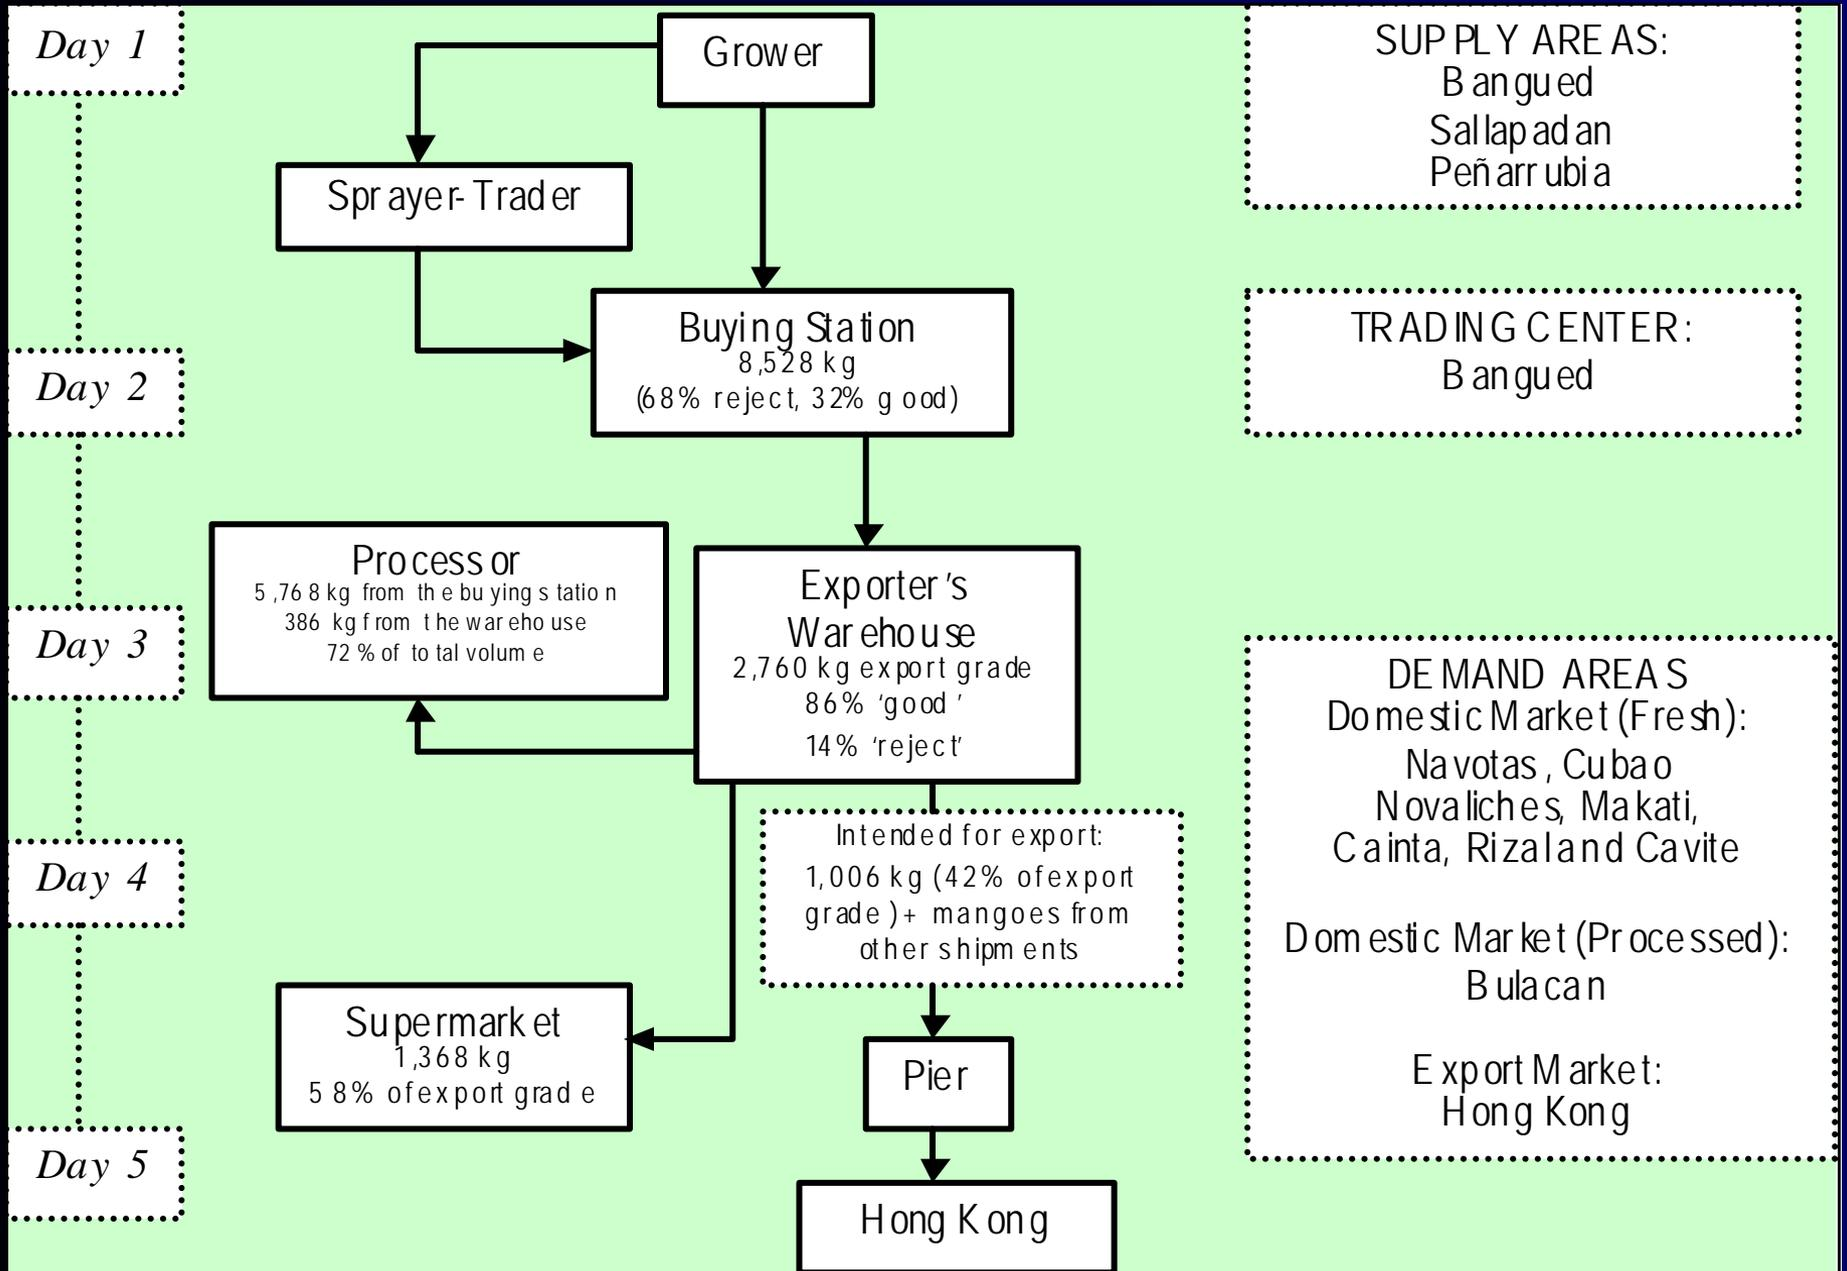 Day 1
Grower
SUPPLY AREAS:
Bangued
Sallapadan
Peñarrubia
Sprayer-Trader
Buying Station
8,528 kg
(68% reject, 32% good)
TRADING CENTER:
Bangued
Day 2
Processor
5,768 kg from the buying station
386 kg from the warehouse
72 % of total volume
Exporter's
Warehouse
2,760 kg export grade
86% 'good'
14% 'reject'
Day 3
DEMAND AREAS
Domestic Market (Fresh):
Navotas, Cubao
Novaliches, Makati,
Cainta, Rizal and Cavite
Domestic Market (Processed):
Bulacan
Export Market:
Hong Kong
Day 4
Intended for export:
1,006 kg (42% of export
grade) + mangoes from
other shipments
Supermarket
1,368 kg
58% of export grade
Pier
Day 5
Hong Kong